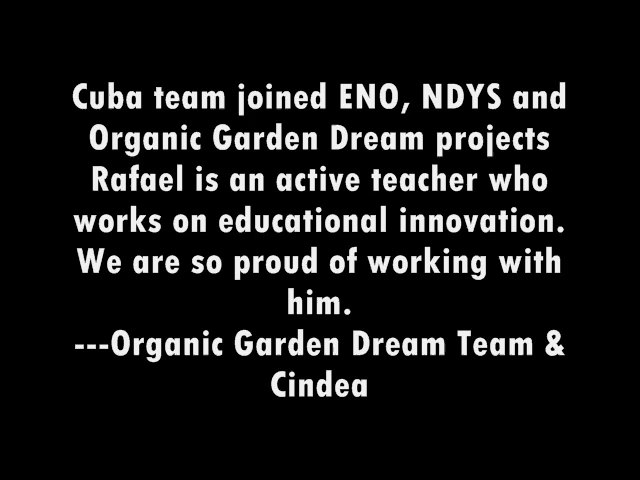 Cuba team joined ENO, NDYS and
Organic Garden Dream projects
Rafael is an active teacher who
works on educational innovation.
We are so proud of working with
him.
---Organic Garden Dream Team &
Cindea